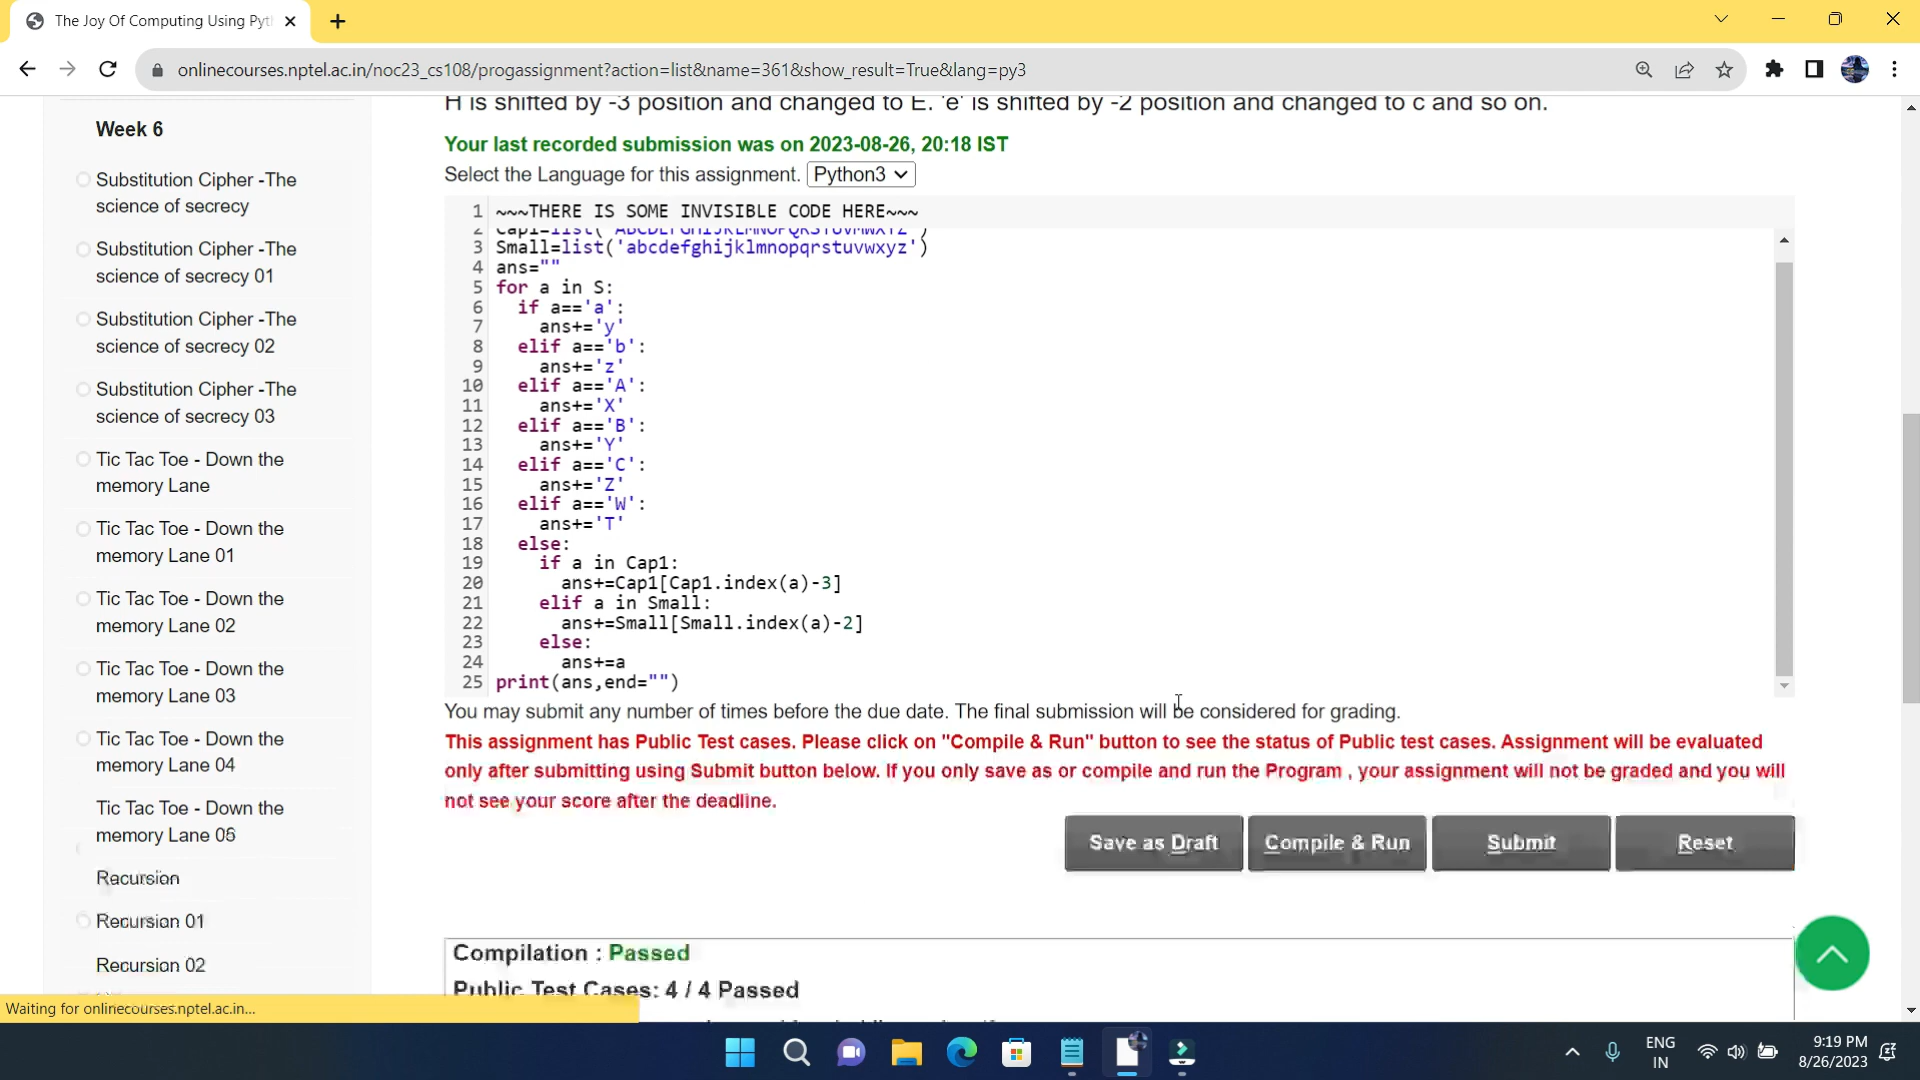 The Joy Of Computing Using Pyt
onlinecourses.nptel.ac.in/noc23_cs108/progassignment?action=list&name=361&show_result=True&lang=py3
Week 6
Substitution Cipher -The
science of secrecy
Substitution Cipher -The
science of secrecy 01
Substitution Cipher -The
science of secrecy 02
Substitution Cipher -The
science of secrecy 03
Tic Tac Toe - Down the
memory Lane
Tic Tac Toe - Down the
memory Lane 01
Tic Tac Toe - Down the
memory Lane 02
Tic Tac Toe - Down the
memory Lane 03
Tic Tac Toe - Down the
memory Lane 04
Tic Tac Toe - Down the
memory Lane 06
Recursion
Recursion 01
Recursion 02
H is shifted by -3 position and changed to E. 'e' is shifted by -2 position and changed to c and so on.
Your last recorded submission was on 2023-08-26, 20:18 IST
Select the Language for this assignment. Python3
1 ~~~THERE IS SOME INVISIBLE CODE HERE~~~
2 Cap1=list('ABCDEFGHIJKLMNOPQRSTUVWXYZ')
3 Small=list('abcdefghijklmnopqrstuvwxyz')
4 ans=""
5 for a in S:
6 if a=='a':
7 ans+='y'
8 elif a=='b':
9 ans+='z'
10 elif a=='A':
11 ans+='X'
12 elif a=='B':
13 ans+='Y'
14 elif a=='C':
15 ans+='Z'
16 elif a=='W':
17 ans+='T'
18 else:
19 if a in Cap1:
20 ans+=Cap1[Cap1.index(a)-3]
21 elif a in Small:
22 ans+=Small[Small.index(a)-2]
23 else:
24 ans+=a
25 print(ans,end="")
You may submit any number of times before the due date. The final submission will be considered for grading.
This assignment has Public Test cases. Please click on "Compile & Run" button to see the status of Public test cases. Assignment will be evaluated
only after submitting using Submit button below. If you only save as or compile and run the Program , your assignment will not be graded and you will
not see your score after the deadline.
Save as Draft Compile & Run Submit Reset
Compilation : Passed
Public Test Cases: 4 / 4 Passed
Waiting for onlinecourses.nptel.ac.in...
ENG
IN
9:19 PM
8/26/2023